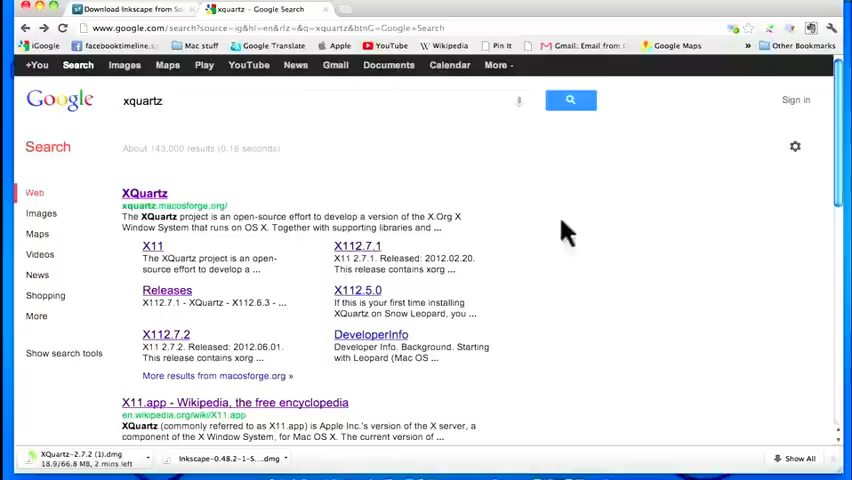 Download Inkscape from So
xquartz - Google Search
www.google.com/search?source=ig&hl=en&rlz=&q=xquartz&btnG=Google+Search
iGoogle facebooktimeline... Mac stuff Google Translate Apple YouTube Wikipedia Pin It Gmail: Email from G... Google Maps » Other Bookmarks
+You Search Images Maps Play YouTube News Gmail Documents Calendar More
Google xquartz Sign in
Search About 143,000 results (0.16 seconds)
Web
Images
Maps
Videos
News
Shopping
More
Show search tools
XQuartz
xquartz.macosforge.org/
The XQuartz project is an open-source effort to develop a version of the X.Org X
Window System that runs on OS X. Together with supporting libraries and ...
X11
The XQuartz project is an open-
source effort to develop a ...
X112.7.1
X11 2.7.1. Released: 2012.02.20.
This release contains xorg ...
Releases
X112.7.1 - XQuartz - X112.6.3 - ...
X112.5.0
If this is your first time installing
XQuartz on Snow Leopard, you ...
X112.7.2
X11 2.7.2. Released: 2012.06.01.
This release contains xorg ...
DeveloperInfo
Developer Info. Background. Starting
with Leopard (Mac OS ...
More results from macosforge.org »
X11.app - Wikipedia, the free encyclopedia
en.wikipedia.org/wiki/X11.app
XQuartz (commonly referred to as X11.app) is Apple Inc.'s version of the X server, a
component of the X Window System, for Mac OS X. The current version of ...
XQuartz-2.7.2 (1).dmg
18.9/66.8 MB, 2 mins left
Inkscape-0.48.2-1-S....dmg
Show All